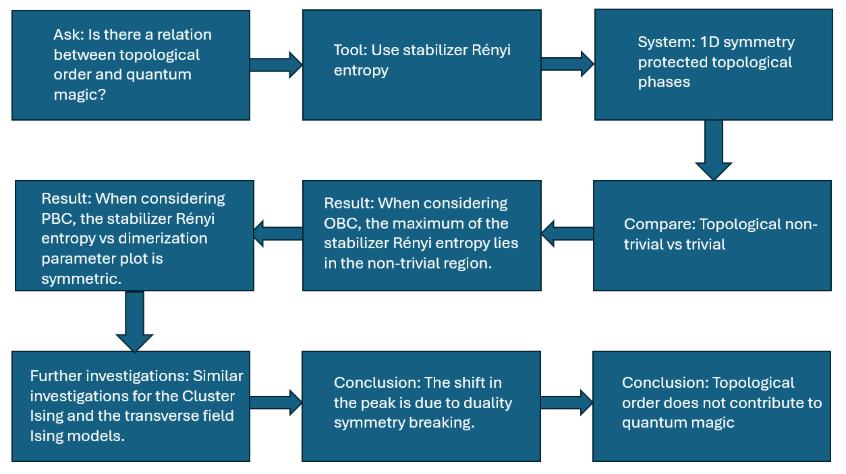 Ask: Is there a relation
between topological
order and quantum
magic?
Tool: Use stabilizer Rényi
entropy
System: 1D symmetry
protected topological
phases
Compare: Topological non-
trivial vs trivial
Result: When considering
OBC, the maximum of the
stabilizer Rényi entropy lies
in the non-trivial region.
Result: When considering
PBC, the stabilizer Rényi
entropy vs dimerization
parameter plot is
symmetric.
Further investigations: Similar
investigations for the Cluster
Ising and the transverse field
Ising models.
Conclusion: The shift in
the peak is due to duality
symmetry breaking.
Conclusion: Topological
order does not contribute to
quantum magic